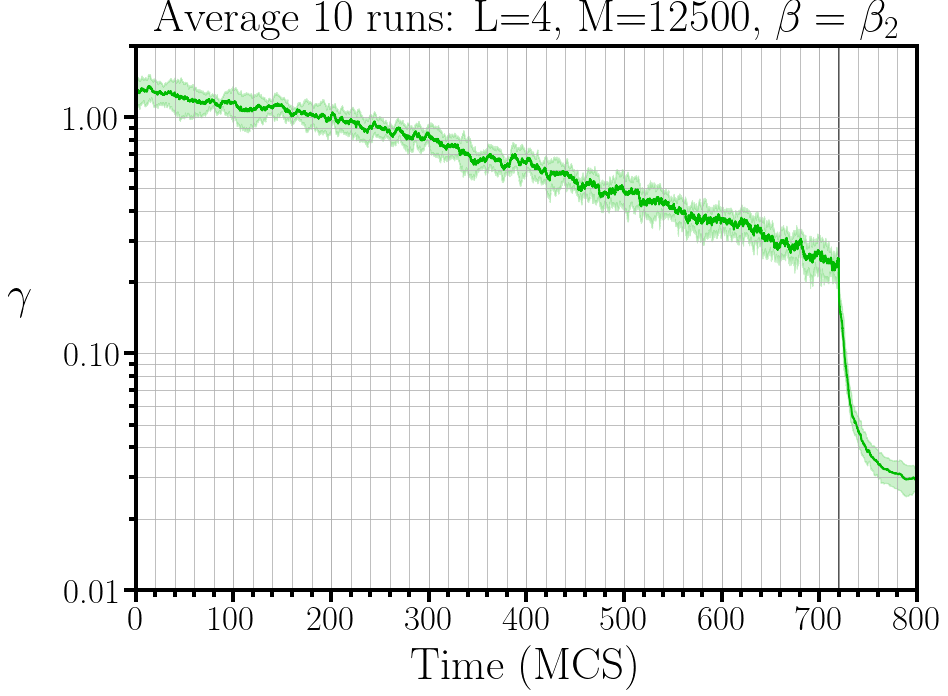 Average 10 runs: L=4, M=12500, β = β₂
1.00
0.10
0.01
γ
0 100 200 300 400 500 600 700 800
Time (MCS)